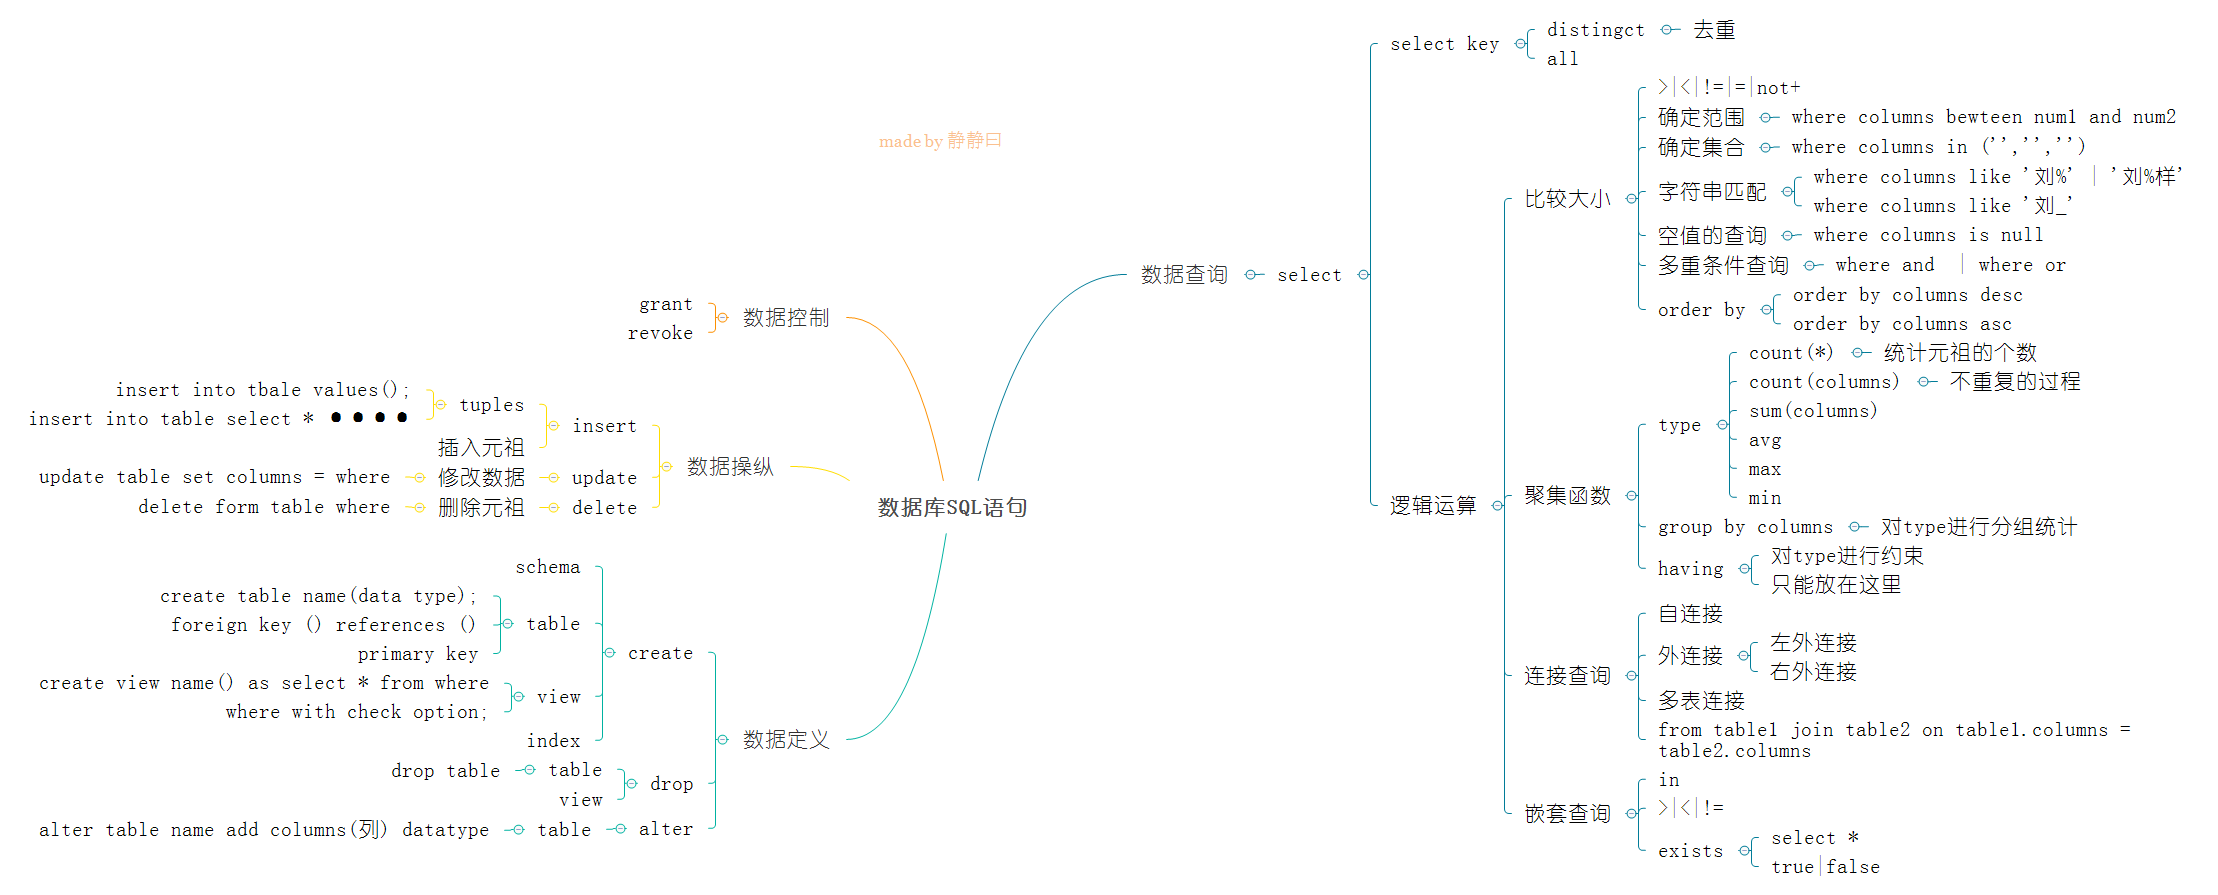 made by 静静曰
数据库SQL语句
数据查询
select
select key
distingct
去重
all
逻辑运算
比较大小
>|<|!=|=|not+
确定范围
where columns bewteen num1 and num2
确定集合
where columns in ('','','')
字符串匹配
where columns like '刘%' | '刘%样'
where columns like '刘_'
空值的查询
where columns is null
多重条件查询
where and | where or
order by
order by columns desc
order by columns asc
聚集函数
type
count(*)
统计元祖的个数
count(columns)
不重复的过程
sum(columns)
avg
max
min
group by columns
对type进行分组统计
having
对type进行约束
只能放在这里
连接查询
自连接
外连接
左外连接
右外连接
多表连接
from table1 join table2 on table1.columns =
table2.columns
嵌套查询
in
>|<|!=
exists
select *
true|false
数据控制
grant
revoke
数据操纵
insert
tuples
insert into tbale values();
insert into table select * ● ● ● ●
插入元祖
update
修改数据
update table set columns = where
delete
删除元祖
delete form table where
数据定义
create
schema
table
create table name(data type);
foreign key () references ()
primary key
view
create view name() as select * from where
where with check option;
index
drop
table
drop table
view
alter
table
alter table name add columns(列) datatype